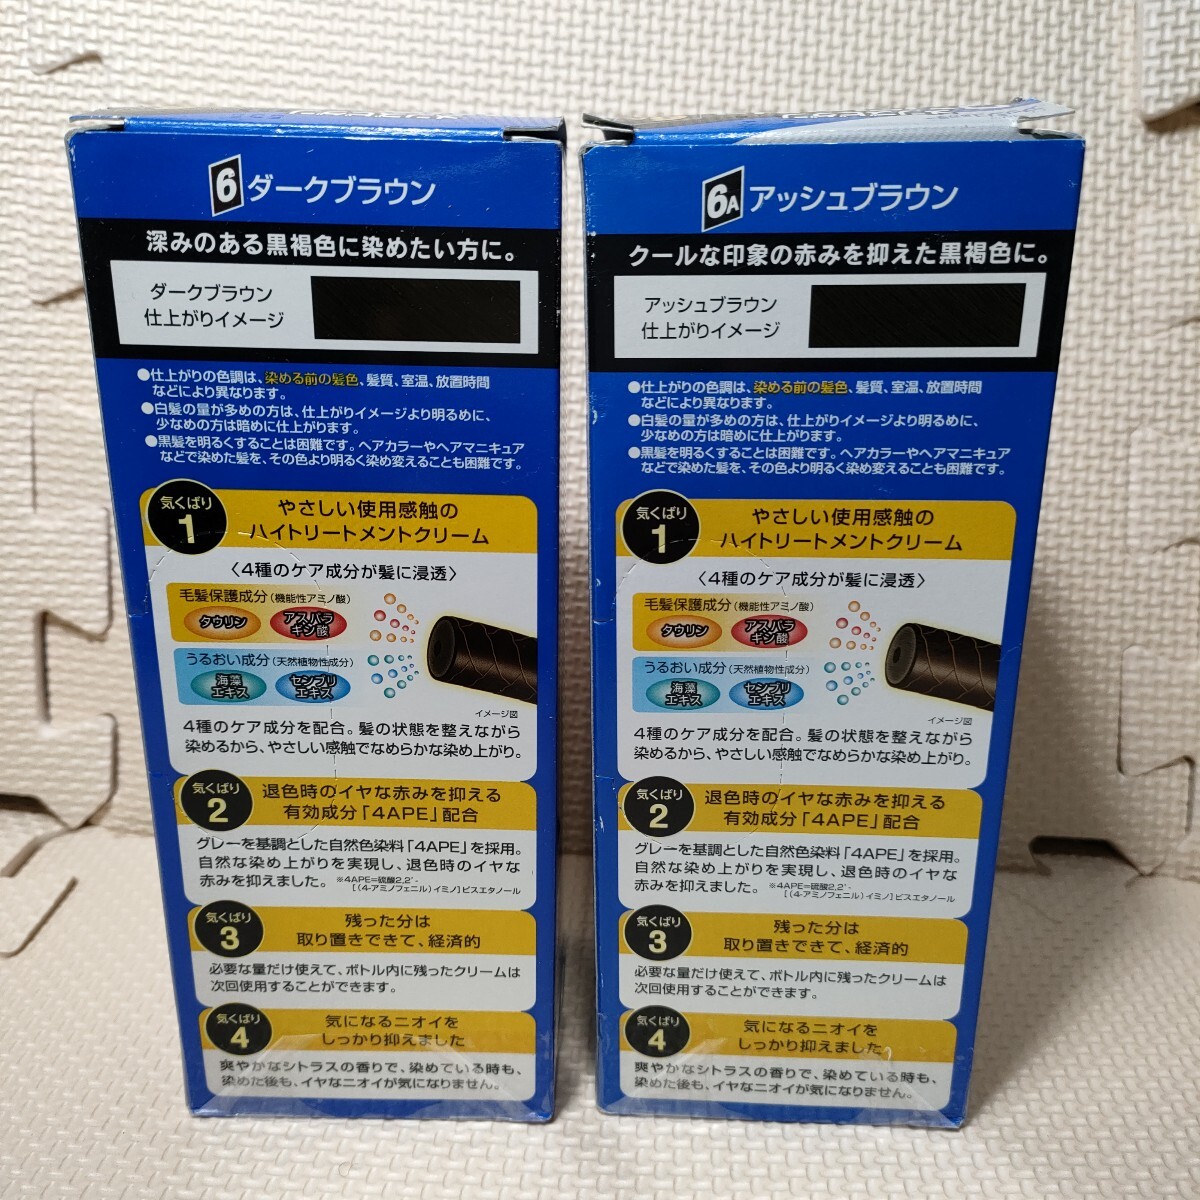 6 ダークブラウン
深みのある黒褐色に染めたい方に。
ダークブラウン
仕上がりイメージ
●仕上がりの色調は、染める前の髪色、髪質、室温、放置時間
などにより異なります。
●白髪の量が多めの方は、仕上がりイメージより明るめに、
少なめの方は暗めに仕上がります。
●黒髪を明るくすることは困難です。ヘアカラーやヘアマニキュア
などで染めた髪を、その色より明るく染め変えることも困難です。
気くばり
1
やさしい使用感触の
ハイトリートメントクリーム
〈4種のケア成分が髪に浸透〉
毛髪保護成分(機能性アミノ酸)
タウリン
アスパラ
ギン酸
うるおい成分(天然植物性成分)
海藻
エキス
センブリ
エキス
イメージ図
4種のケア成分を配合。髪の状態を整えながら
染めるから、やさしい感触でなめらかな染め上がり。
気くばり
2
退色時のイヤな赤みを抑える
有効成分「4APE」配合
グレーを基調とした自然色染料「4APE」を採用。
自然な染め上がりを実現し、退色時のイヤな
赤みを抑えました。 ※4APE=硫酸2,2'-
[(4-アミノフェニル)イミノ]ビスエタノール
気くばり
3
残った分は
取り置きできて、経済的
必要な量だけ使えて、ボトル内に残ったクリームは
次回使用することができます。
気くばり
4
気になるニオイを
しっかり抑えました
爽やかなシトラスの香りで、染めている時も、
染めた後も、イヤなニオイが気になりません。
6A アッシュブラウン
クールな印象の赤みを抑えた黒褐色に。
アッシュブラウン
仕上がりイメージ
●仕上がりの色調は、染める前の髪色、髪質、室温、放置時間
などにより異なります。
●白髪の量が多めの方は、仕上がりイメージより明るめに、
少なめの方は暗めに仕上がります。
●黒髪を明るくすることは困難です。ヘアカラーやヘアマニキュア
などで染めた髪を、その色より明るく染め変えることも困難です。
気くばり
1
やさしい使用感触の
ハイトリートメントクリーム
〈4種のケア成分が髪に浸透〉
毛髪保護成分(機能性アミノ酸)
タウリン
アスパラ
ギン酸
うるおい成分(天然植物性成分)
海藻
エキス
センブリ
エキス
イメージ図
4種のケア成分を配合。髪の状態を整えながら
染めるから、やさしい感触でなめらかな染め上がり。
気くばり
2
退色時のイヤな赤みを抑える
有効成分「4APE」配合
グレーを基調とした自然色染料「4APE」を採用。
自然な染め上がりを実現し、退色時のイヤな
赤みを抑えました。 ※4APE=硫酸2,2'-
[(4-アミノフェニル)イミノ]ビスエタノール
気くばり
3
残った分は
取り置きできて、経済的
必要な量だけ使えて、ボトル内に残ったクリームは
次回使用することができます。
気くばり
4
気になるニオイを
しっかり抑えました
爽やかなシトラスの香りで、染めている時も、
染めた後も、イヤなニオイが気になりません。